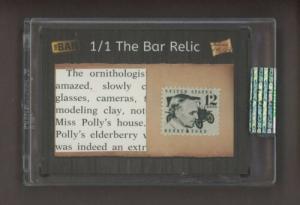 THE BAR
1/1 The Bar Relic
The ornithologis
amazed, slowly c
glasses, cameras, t
modeling clay, not
Miss Polly's house.
Polly's elderberry w
was indeed an extr
UNITED STATES
12
HENRY FORD